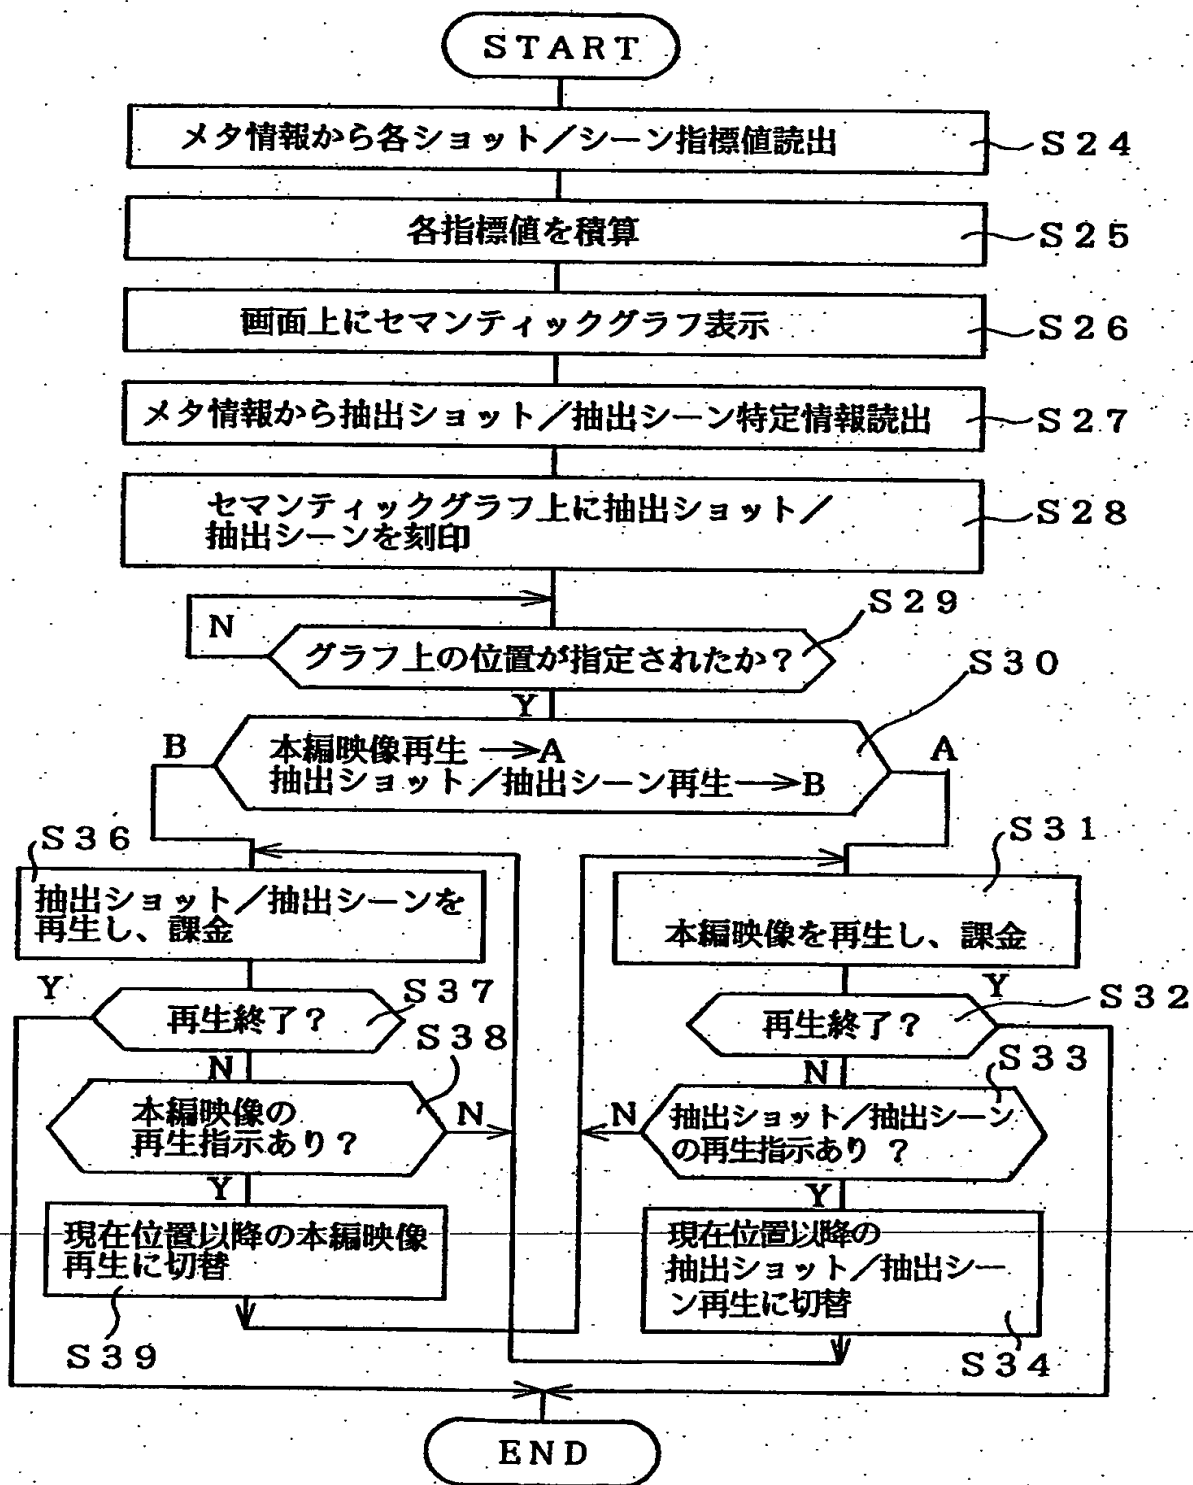 START
メタ情報から各ショット／シーン指標値読出
S24
各指標値を積算
S25
画面上にセマンティックグラフ表示
S26
メタ情報から抽出ショット／抽出シーン特定情報読出
S27
セマンティックグラフ上に抽出ショット／
抽出シーンを刻印
S28
S29
N
グラフ上の位置が指定されたか？
S30
Y
B
本編映像再生→A
A
抽出ショット／抽出シーン再生→B
S36
抽出ショット／抽出シーンを
再生し、課金
S31
本編映像を再生し、課金
Y
S37
再生終了？
S38
N
本編映像の
再生指示あり？
N
Y
現在位置以降の本編映像
再生に切替
S39
Y
S32
再生終了？
N
S33
N
抽出ショット／抽出シーン
の再生指示あり？
Y
現在位置以降の
抽出ショット／抽出シー
ン再生に切替
S34
END